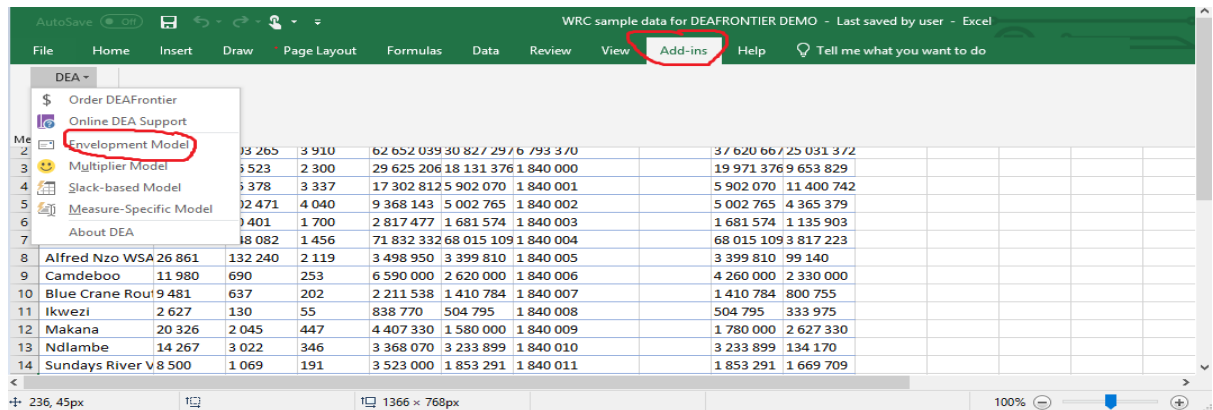 AutoSave Off WRC sample data for DEAFRONTIER DEMO - Last saved by user - Excel
File Home Insert Draw Page Layout Formulas Data Review View Add-ins Help Tell me what you want to do
DEA
$ Order DEAFrontier
Online DEA Support
Me Envelopment Model
2 03 265 3 910 62 652 039 30 827 297 6 793 370 37 620 667 25 031 372
3 Multiplier Model 5 523 2 300 29 625 206 18 131 376 1 840 000 19 971 376 9 653 829
4 Slack-based Model 5 378 3 337 17 302 812 5 902 070 1 840 001 5 902 070 11 400 742
5 Measure-Specific Model 02 471 4 040 9 368 143 5 002 765 1 840 002 5 002 765 4 365 379
6 0 401 1 700 2 817 477 1 681 574 1 840 003 1 681 574 1 135 903
7 About DEA 48 082 1 456 71 832 332 68 015 109 1 840 004 68 015 109 3 817 223
8 Alfred Nzo WSA 26 861 132 240 2 119 3 498 950 3 399 810 1 840 005 3 399 810 99 140
9 Camdeboo 11 980 690 253 6 590 000 2 620 000 1 840 006 4 260 000 2 330 000
10 Blue Crane Rout 9 481 637 202 2 211 538 1 410 784 1 840 007 1 410 784 800 755
11 Ikwezi 2 627 130 55 838 770 504 795 1 840 008 504 795 333 975
12 Makana 20 326 2 045 447 4 407 330 1 580 000 1 840 009 1 780 000 2 627 330
13 Ndlambe 14 267 3 022 346 3 368 070 3 233 899 1 840 010 3 233 899 134 170
14 Sundays River V 8 500 1 069 191 3 523 000 1 853 291 1 840 011 1 853 291 1 669 709
236, 45px 1366 × 768px 100%